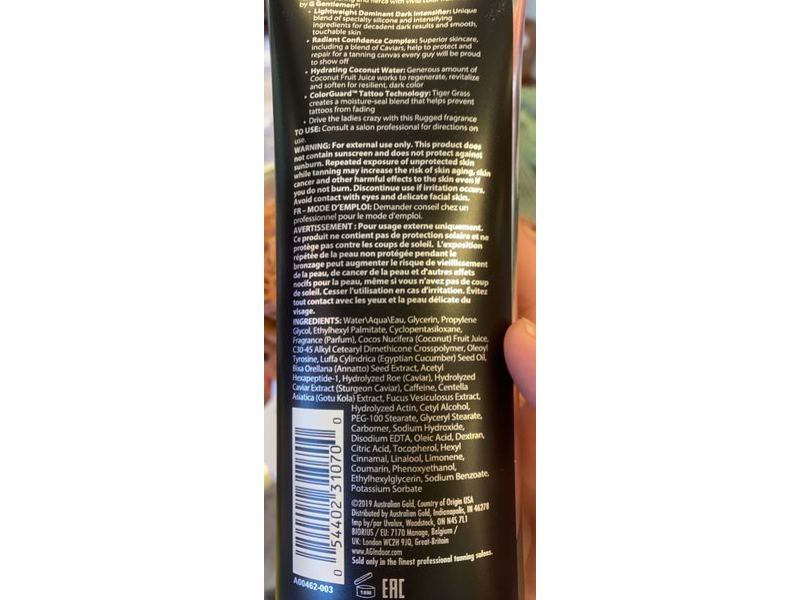 by G Gentlemen®!
• Lightweight Dominant Dark Intensifier: Unique
blend of specialty silicone and intensifying
ingredients for decadent dark results and smooth,
touchable skin
• Radiant Confidence Complex: Superior skincare,
including a blend of Caviars, help to protect and
repair for a tanning canvas every guy will be proud
to show off
• Hydrating Coconut Water: Generous amount of
Coconut Fruit Juice works to regenerate, revitalize
and soften for resilient, dark color
• ColorGuard™ Tattoo Technology: Tiger Grass
creates a moisture-seal blend that helps prevent
tattoos from fading
• Drive the ladies crazy with this Rugged fragrance
TO USE: Consult a salon professional for directions on
use.
WARNING: For external use only. This product does
not contain sunscreen and does not protect against
sunburn. Repeated exposure of unprotected skin
while tanning may increase the risk of skin aging, skin
cancer and other harmful effects to the skin even if
you do not burn. Discontinue use if irritation occurs.
Avoid contact with eyes and delicate facial skin.
FR – MODE D'EMPLOI: Demander conseil chez un
professionnel pour le mode d'emploi.
AVERTISSEMENT : Pour usage externe uniquement.
Ce produit ne contient pas de protection solaire et ne
protège pas contre les coups de soleil. L'exposition
répétée de la peau non protégée pendant le
bronzage peut augmenter le risque de vieillissement
de la peau, de cancer de la peau et d'autres effets
nocifs pour la peau, même si vous n'avez pas de coup
de soleil. Cesser l'utilisation en cas d'irritation. Évitez
tout contact avec les yeux et la peau délicate du
visage.
INGREDIENTS: Water\Aqua\Eau, Glycerin, Propylene
Glycol, Ethylhexyl Palmitate, Cyclopentasiloxane,
Fragrance (Parfum), Cocos Nucifera (Coconut) Fruit Juice,
C30-45 Alkyl Cetearyl Dimethicone Crosspolymer, Oleoyl
Tyrosine, Luffa Cylindrica (Egyptian Cucumber) Seed Oil,
Bixa Orellana (Annatto) Seed Extract, Acetyl
Hexapeptide-1, Hydrolyzed Roe (Caviar), Hydrolyzed
Caviar Extract (Sturgeon Caviar), Caffeine, Centella
Asiatica (Gotu Kola) Extract, Fucus Vesiculosus Extract,
Hydrolyzed Actin, Cetyl Alcohol,
PEG-100 Stearate, Glyceryl Stearate,
Carbomer, Sodium Hydroxide,
Disodium EDTA, Oleic Acid, Dextran,
Citric Acid, Tocopherol, Hexyl
Cinnamal, Linalool, Limonene,
Coumarin, Phenoxyethanol,
Ethylhexylglycerin, Sodium Benzoate,
Potassium Sorbate
©2019 Australian Gold, Country of Origin USA
Distributed by Australian Gold, Indianapolis, IN 46278
Imp by/par Uvalux, Woodstock, ON N4S 7L1
BIORIUS / EU: 7170 Manage, Belgium /
UK: London WC2H 9JQ, Great-Britain
www.AGIndoor.com
Sold only in the finest professional tanning salons.
0 54402 31070 0
A00462-003
18M
EAC